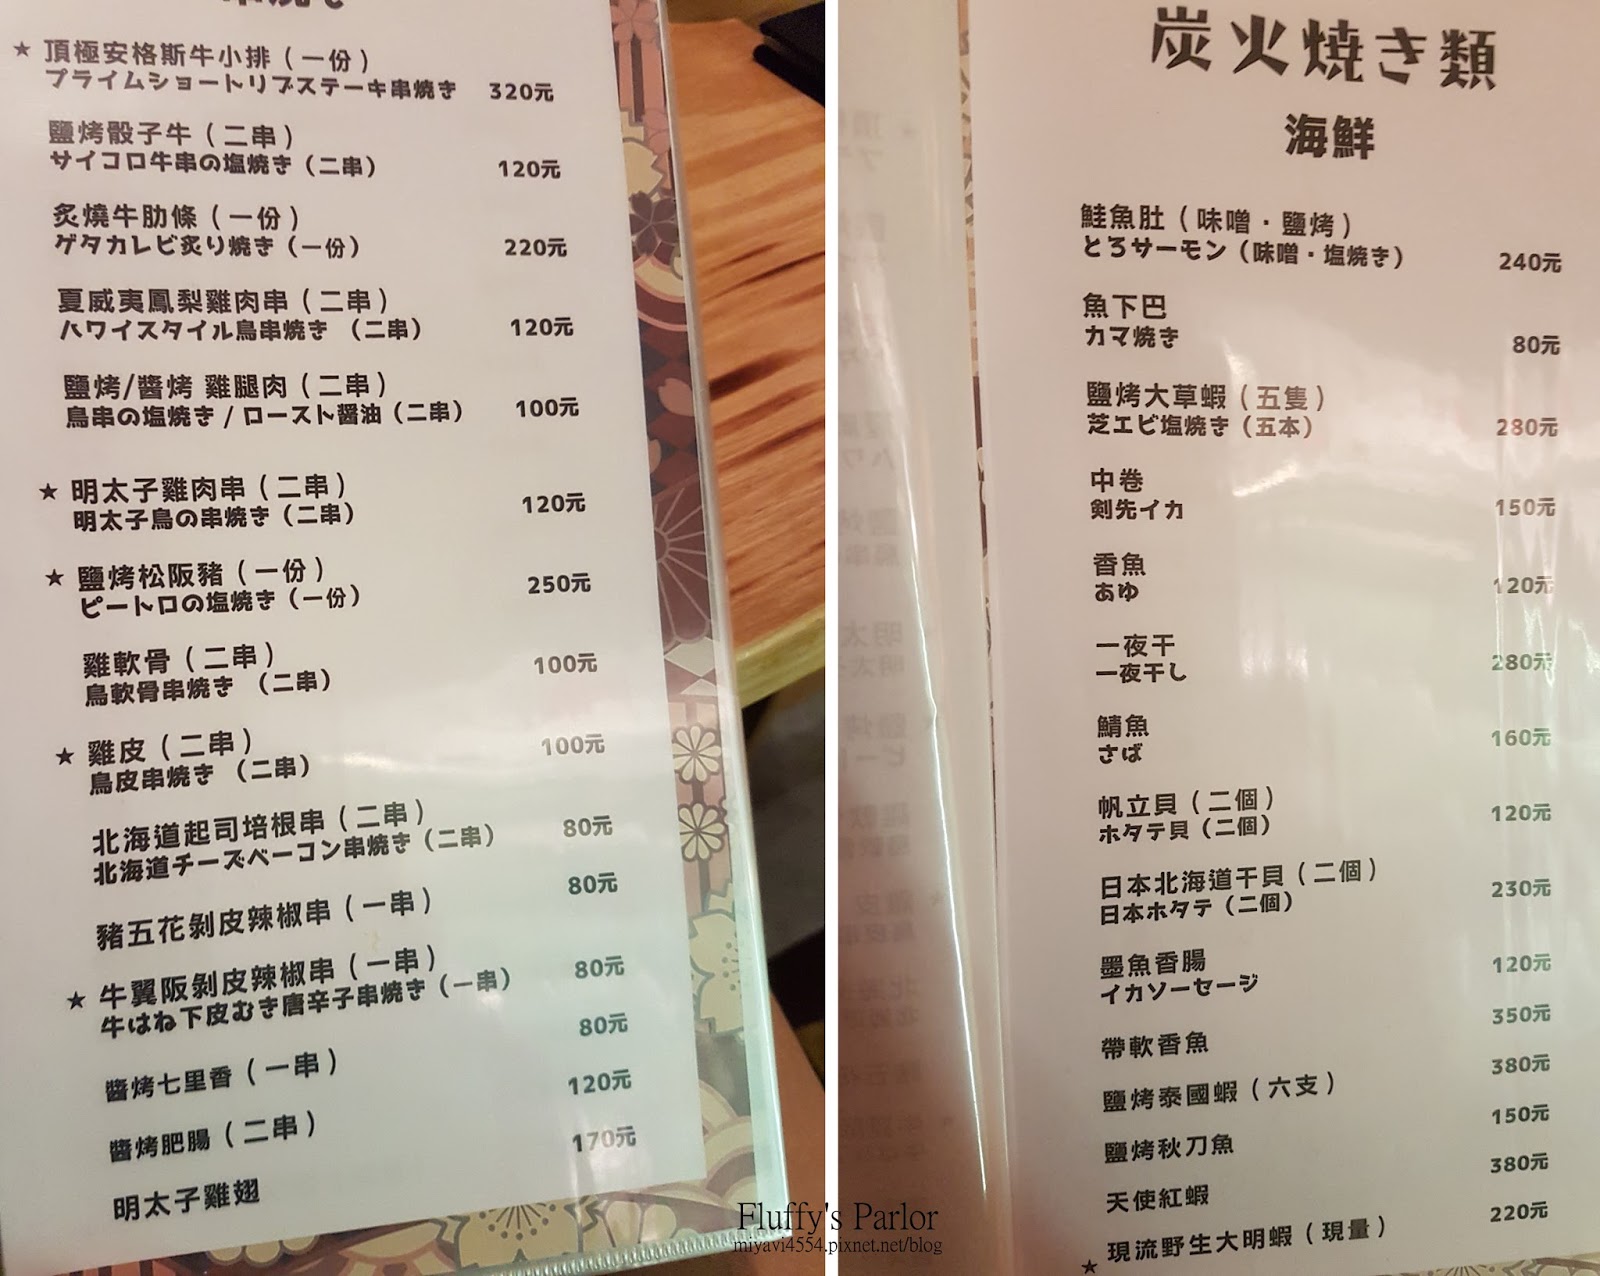 ★ 頂極安格斯牛小排（一份）
プライムショートリブステーキ串焼き 320元
鹽烤骰子牛（二串）
サイコロ牛串の塩焼き（二串） 120元
炙燒牛肋條（一份）
ゲタカレビ炙り焼き（一份） 220元
夏威夷鳳梨雞肉串（二串）
ハワイスタイル鳥串焼き （二串） 120元
鹽烤/醬烤 雞腿肉（二串）
鳥串の塩焼き / ロースト醤油（二串） 100元
★ 明太子雞肉串（二串）
明太子鳥の串焼き（二串） 120元
★ 鹽烤松阪豬（一份）
ピートロの塩焼き（一份） 250元
雞軟骨（二串）
鳥軟骨串焼き （二串） 100元
★ 雞皮（二串）
鳥皮串焼き （二串） 100元
北海道起司培根串（二串）
北海道チーズベーコン串焼き（二串） 80元
豬五花剝皮辣椒串（一串） 80元
★ 牛翼阪剝皮辣椒串（一串）
牛はね下皮むき唐辛子串焼き（一串） 80元
醬烤七里香（一串） 80元
醬烤肥腸（二串） 120元
明太子雞翅 170元
炭火焼き類
海鮮
鮭魚肚（味噌・鹽烤）
とろサーモン（味噌・塩焼き） 240元
魚下巴
カマ焼き 80元
鹽烤大草蝦（五隻）
芝エビ塩焼き（五本） 280元
中卷
剣先イカ 150元
香魚
あゆ 120元
一夜干
一夜干し 280元
鯖魚
さば 160元
帆立貝（二個）
ホタテ貝（二個） 120元
日本北海道干貝（二個）
日本ホタテ（二個） 230元
墨魚香腸
イカソーセージ 120元
帶軟香魚 350元
鹽烤泰國蝦（六支） 380元
鹽烤秋刀魚 150元
天使紅蝦 380元
★ 現流野生大明蝦（現量） 220元
Fluffy's Parlor
miyavi4554.pixnet.net/blog